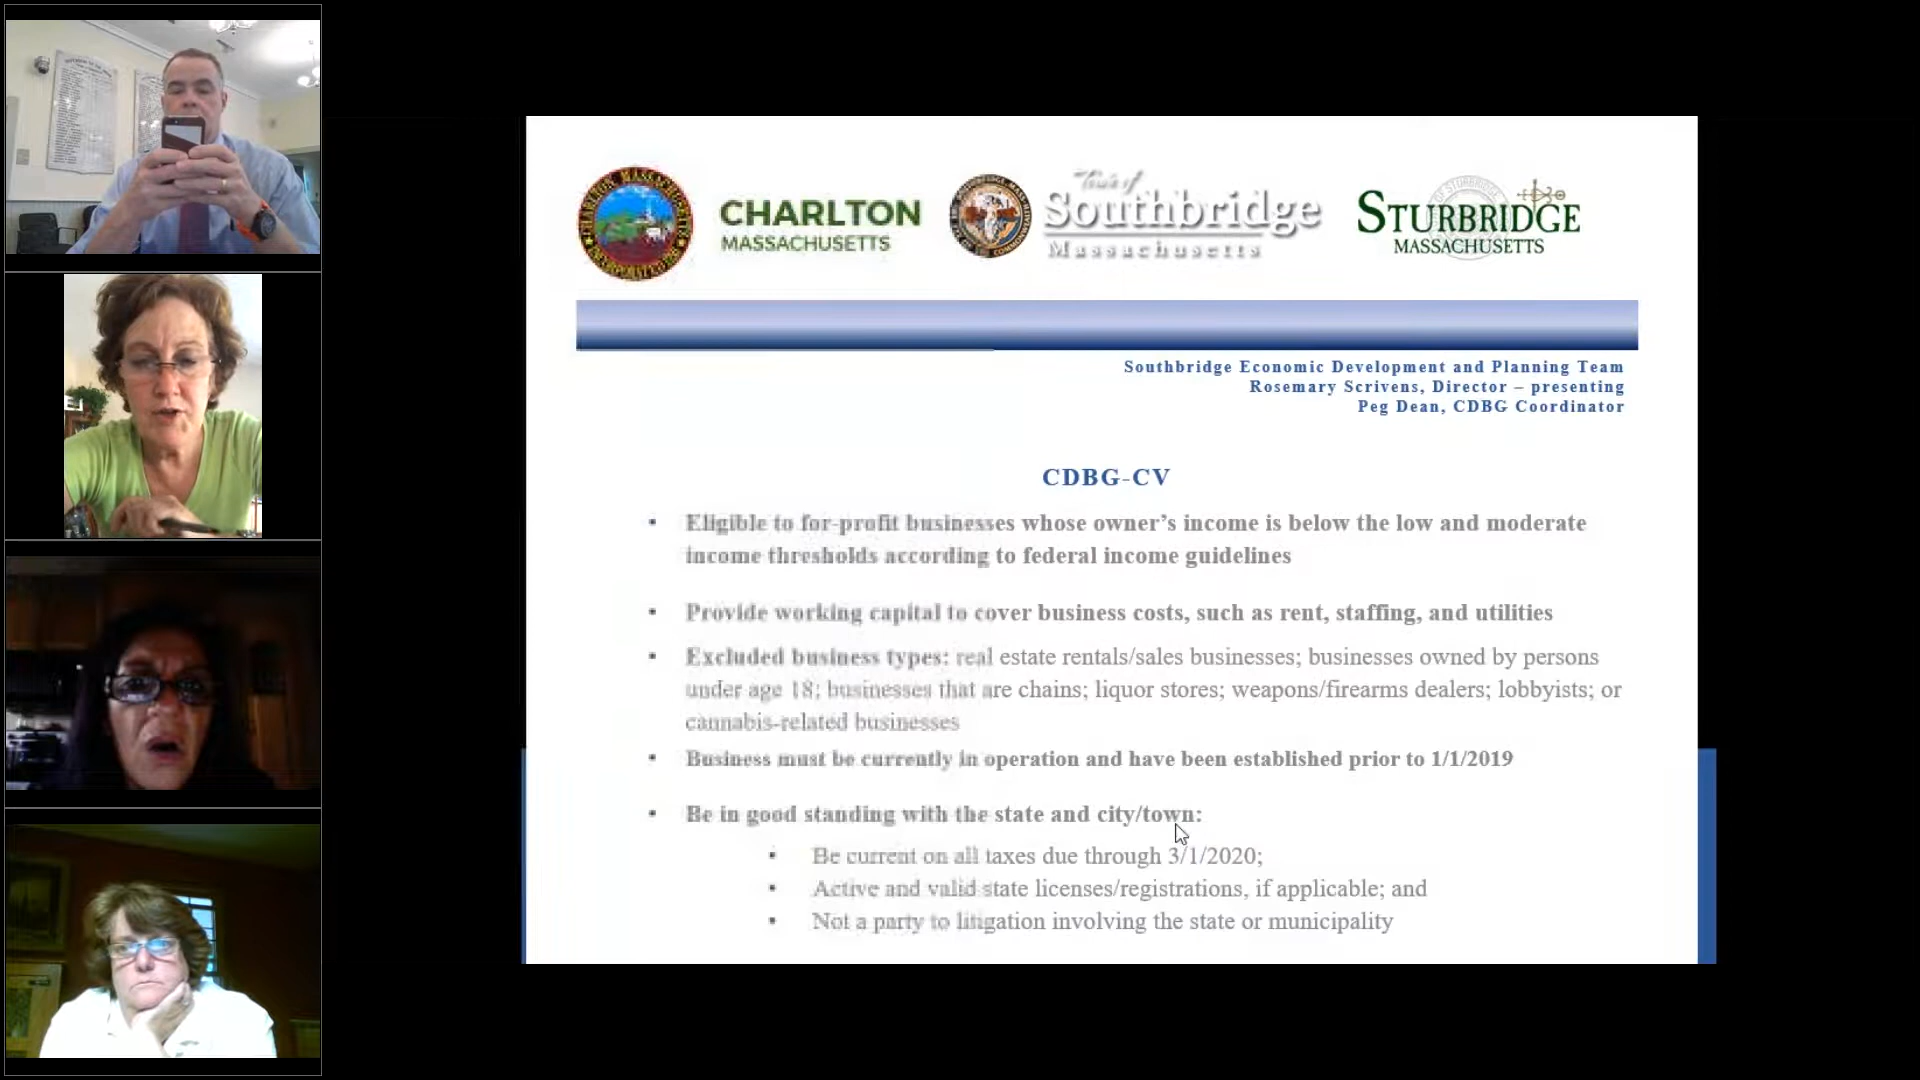 CHARLTON
MASSACHUSETTS
Town of
Southbridge
Massachusetts
STURBRIDGE
MASSACHUSETTS
Southbridge Economic Development and Planning Team
Rosemary Scrivens, Director – presenting
Peg Dean, CDBG Coordinator
CDBG-CV
• Eligible to for-profit businesses whose owner’s income is below the low and moderate
income thresholds according to federal income guidelines
• Provide working capital to cover business costs, such as rent, staffing, and utilities
• Excluded business types: real estate rentals/sales businesses; businesses owned by persons
under age 18; businesses that are chains; liquor stores; weapons/firearms dealers; lobbyists; or
cannabis-related businesses
• Business must be currently in operation and have been established prior to 1/1/2019
• Be in good standing with the state and city/town:
• Be current on all taxes due through 3/1/2020;
• Active and valid state licenses/registrations, if applicable; and
• Not a party to litigation involving the state or municipality